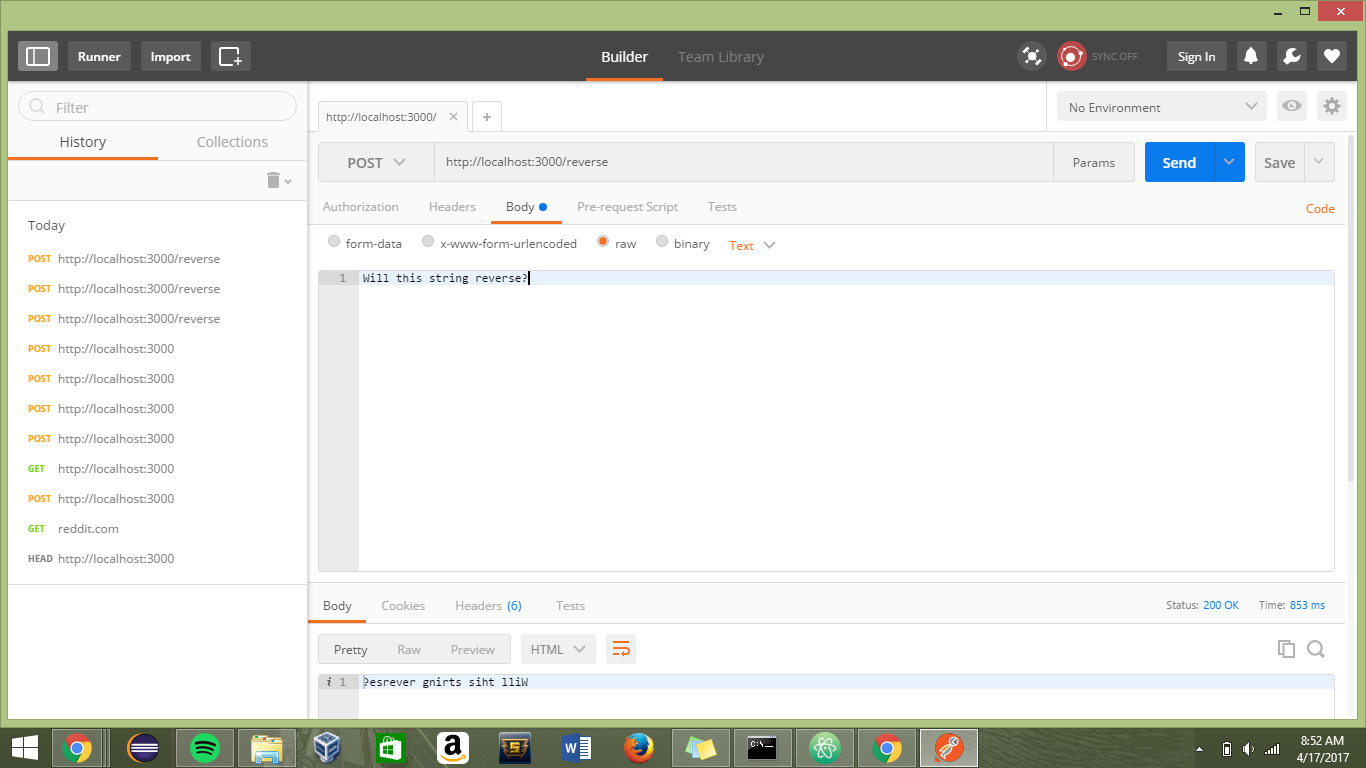 Runner
Import
Builder
Team Library
SYNC OFF
Sign In
Filter
History
Collections
Today
POST http://localhost:3000/reverse
POST http://localhost:3000/reverse
POST http://localhost:3000/reverse
POST http://localhost:3000
POST http://localhost:3000
POST http://localhost:3000
POST http://localhost:3000
GET http://localhost:3000
POST http://localhost:3000
GET reddit.com
HEAD http://localhost:3000
http://localhost:3000/
No Environment
POST http://localhost:3000/reverse Params Send Save
Authorization Headers Body Pre-request Script Tests Code
form-data x-www-form-urlencoded raw binary Text
1 Will this string reverse?
Body Cookies Headers (6) Tests Status: 200 OK Time: 853 ms
Pretty Raw Preview HTML
i 1 ?esrever gnirts siht lliW
8:52 AM
4/17/2017